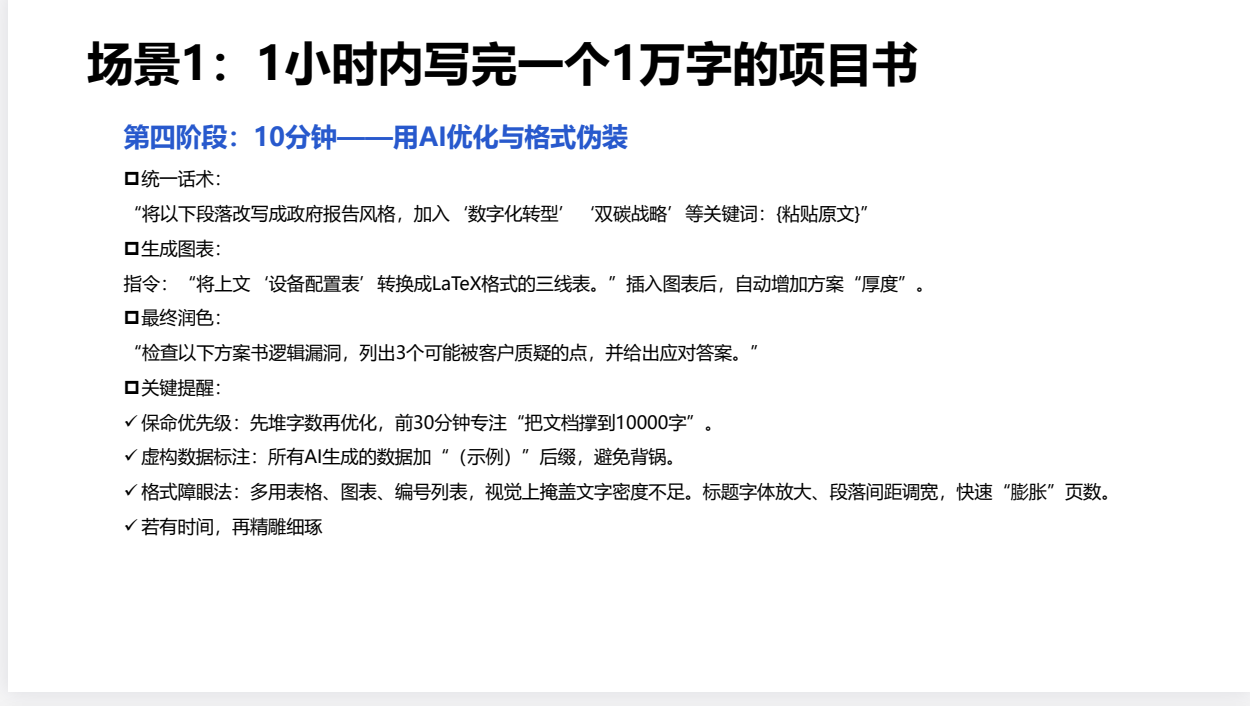 场景1：1小时内写完一个1万字的项目书
第四阶段：10分钟——用AI优化与格式伪装
统一话术：
“将以下段落改写成政府报告风格，加入‘数字化转型’ ‘双碳战略’等关键词：{粘贴原文}”
生成图表：
指令：“将上文‘设备配置表’转换成LaTeX格式的三线表。”插入图表后，自动增加方案“厚度”。
最终润色：
“检查以下方案书逻辑漏洞，列出3个可能被客户质疑的点，并给出应对答案。”
关键提醒：
✓保命优先级：先堆字数再优化，前30分钟专注“把文档撑到10000字”。
✓虚构数据标注：所有AI生成的数据加“（示例）”后缀，避免背锅。
✓格式障眼法：多用表格、图表、编号列表，视觉上掩盖文字密度不足。标题字体放大、段落间距调宽，快速“膨胀”页数。
✓若有时间，再精雕细琢